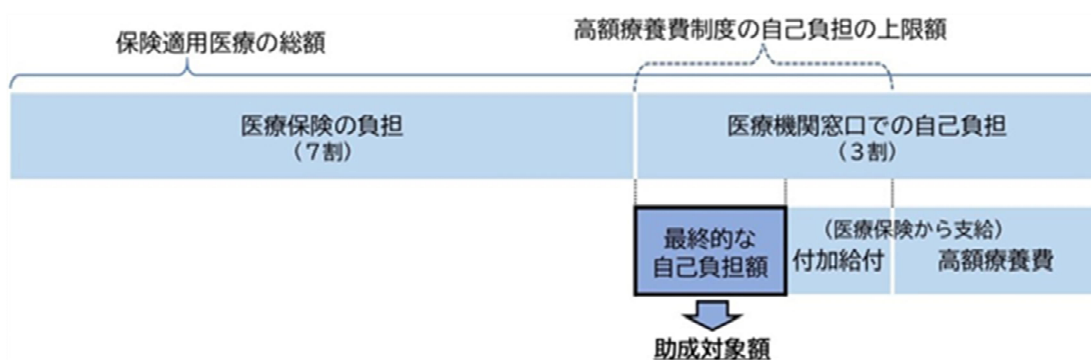 保険適用医療の総額
高額療養費制度の自己負担の上限額
医療保険の負担
（７割）
医療機関窓口での自己負担
（３割）
最終的な
自己負担額
（医療保険から支給）
付加給付
高額療養費
助成対象額